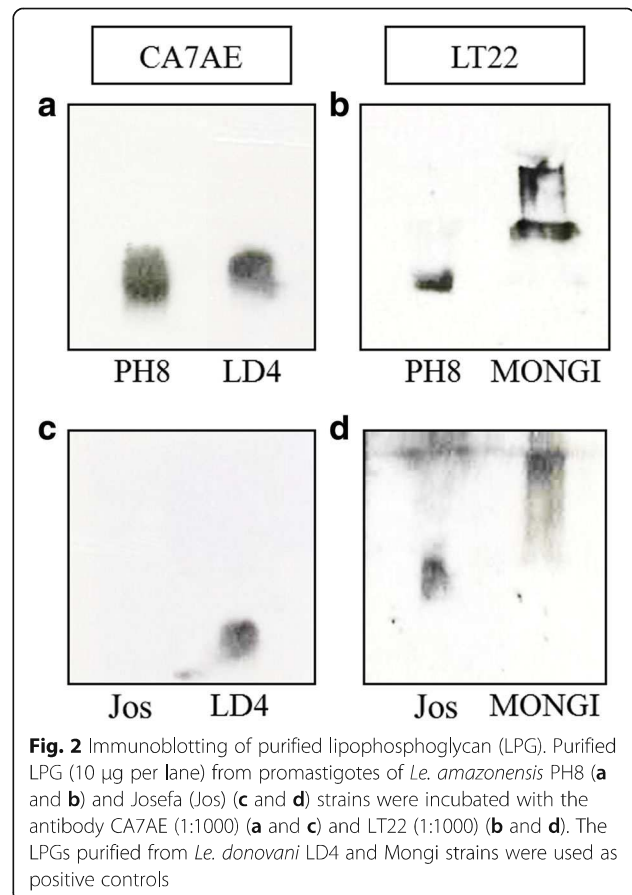 CA7AE LT22
a b
PH8 LD4 PH8 MONGI
c d
Jos LD4 Jos MONGI
Fig. 2 Immunoblotting of purified lipophosphoglycan (LPG). Purified
LPG (10 μg per lane) from promastigotes of Le. amazonensis PH8 (a
and b) and Josefa (Jos) (c and d) strains were incubated with the
antibody CA7AE (1:1000) (a and c) and LT22 (1:1000) (b and d). The
LPGs purified from Le. donovani LD4 and Mongi strains were used as
positive controls